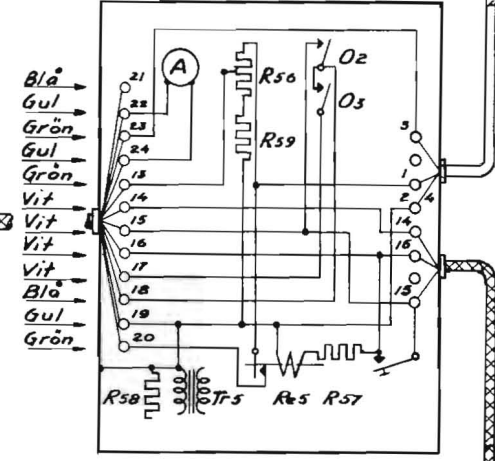 Blå
Gul
Grön
Gul
Grön
Vit
Vit
Vit
Vit
Blå
Gul
Grön
21
22
23
24
13
14
15
16
17
18
19
20
A
R56
R59
O2
O3
5
1
2
4
14
16
15
R58
Tr5
Re5
R57